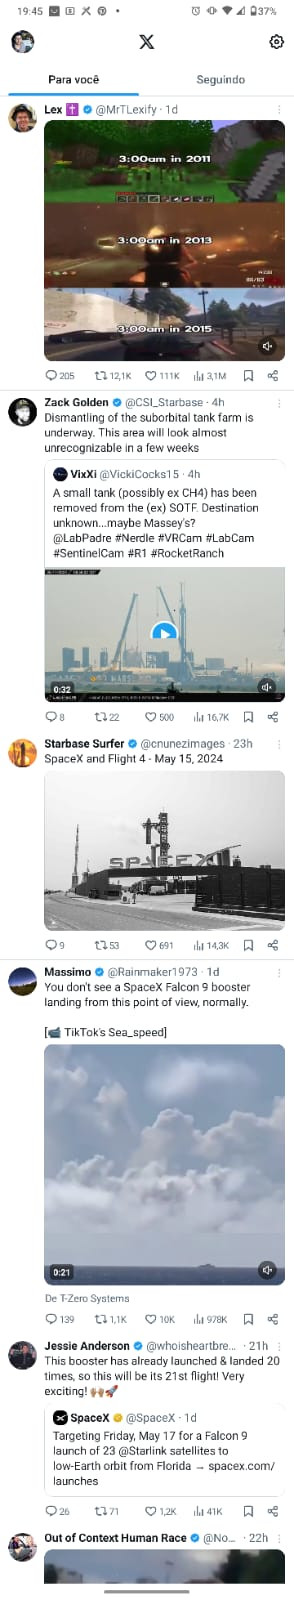 19:45
37%
X
Para você Seguindo
Lex @MrTLexify · 1d
3:00am in 2011
3:00am in 2013
3:00am in 2015
205 12,1K 111K 3,1M
Zack Golden @CSI_Starbase · 4h
Dismantling of the suborbital tank farm is
underway. This area will look almost
unrecognizable in a few weeks
VixXi @VickiCocks15 · 4h
A small tank (possibly ex CH4) has been
removed from the (ex) SOTF. Destination
unknown...maybe Massey's?
@LabPadre #Nerdle #VRCam #LabCam
#SentinelCam #R1 #RocketRanch
0:32
8 22 500 16,7K
Starbase Surfer @cnunezimages · 23h
SpaceX and Flight 4 - May 15, 2024
SPACEX
9 53 691 14,3K
Massimo @Rainmaker1973 · 1d
You don't see a SpaceX Falcon 9 booster
landing from this point of view, normally.
[📹 TikTok's Sea_speed]
0:21
De T-Zero Systems
139 1,1K 10K 978K
Jessie Anderson @whoisheartbre... · 21h
This booster has already launched & landed 20
times, so this will be its 21st flight! Very
exciting! 🙌🏽🚀
SpaceX @SpaceX · 1d
Targeting Friday, May 17 for a Falcon 9
launch of 23 @Starlink satellites to
low-Earth orbit from Florida → spacex.com/
launches
26 71 1,2K 41K
Out of Context Human Race @No... · 22h